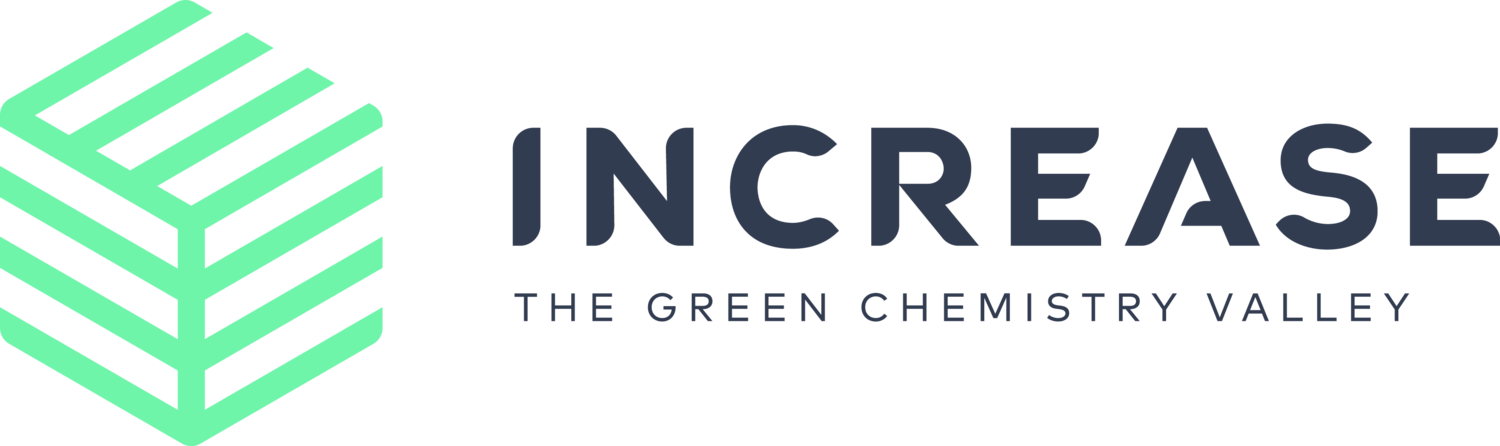 INCREASE
THE GREEN CHEMISTRY VALLEY